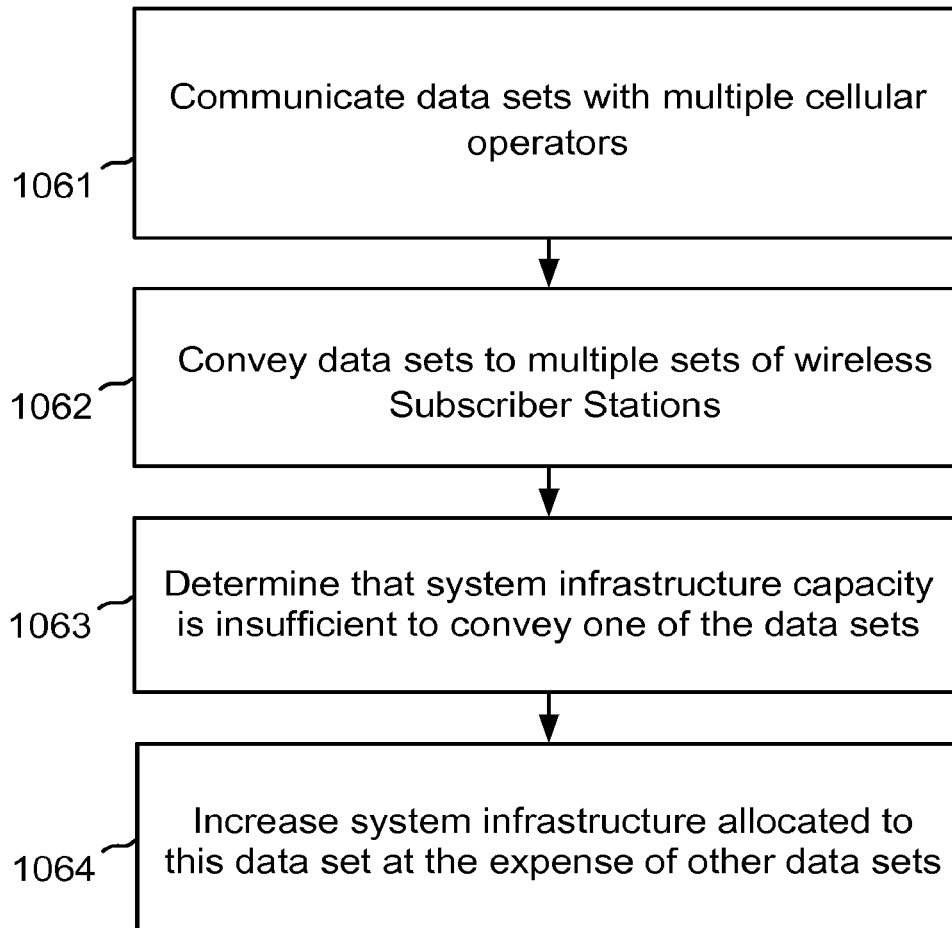 Communicate data sets with multiple cellular
operators
1061
Convey data sets to multiple sets of wireless
Subscriber Stations
1062
Determine that system infrastructure capacity
is insufficient to convey one of the data sets
1063
Increase system infrastructure allocated to
this data set at the expense of other data sets
1064